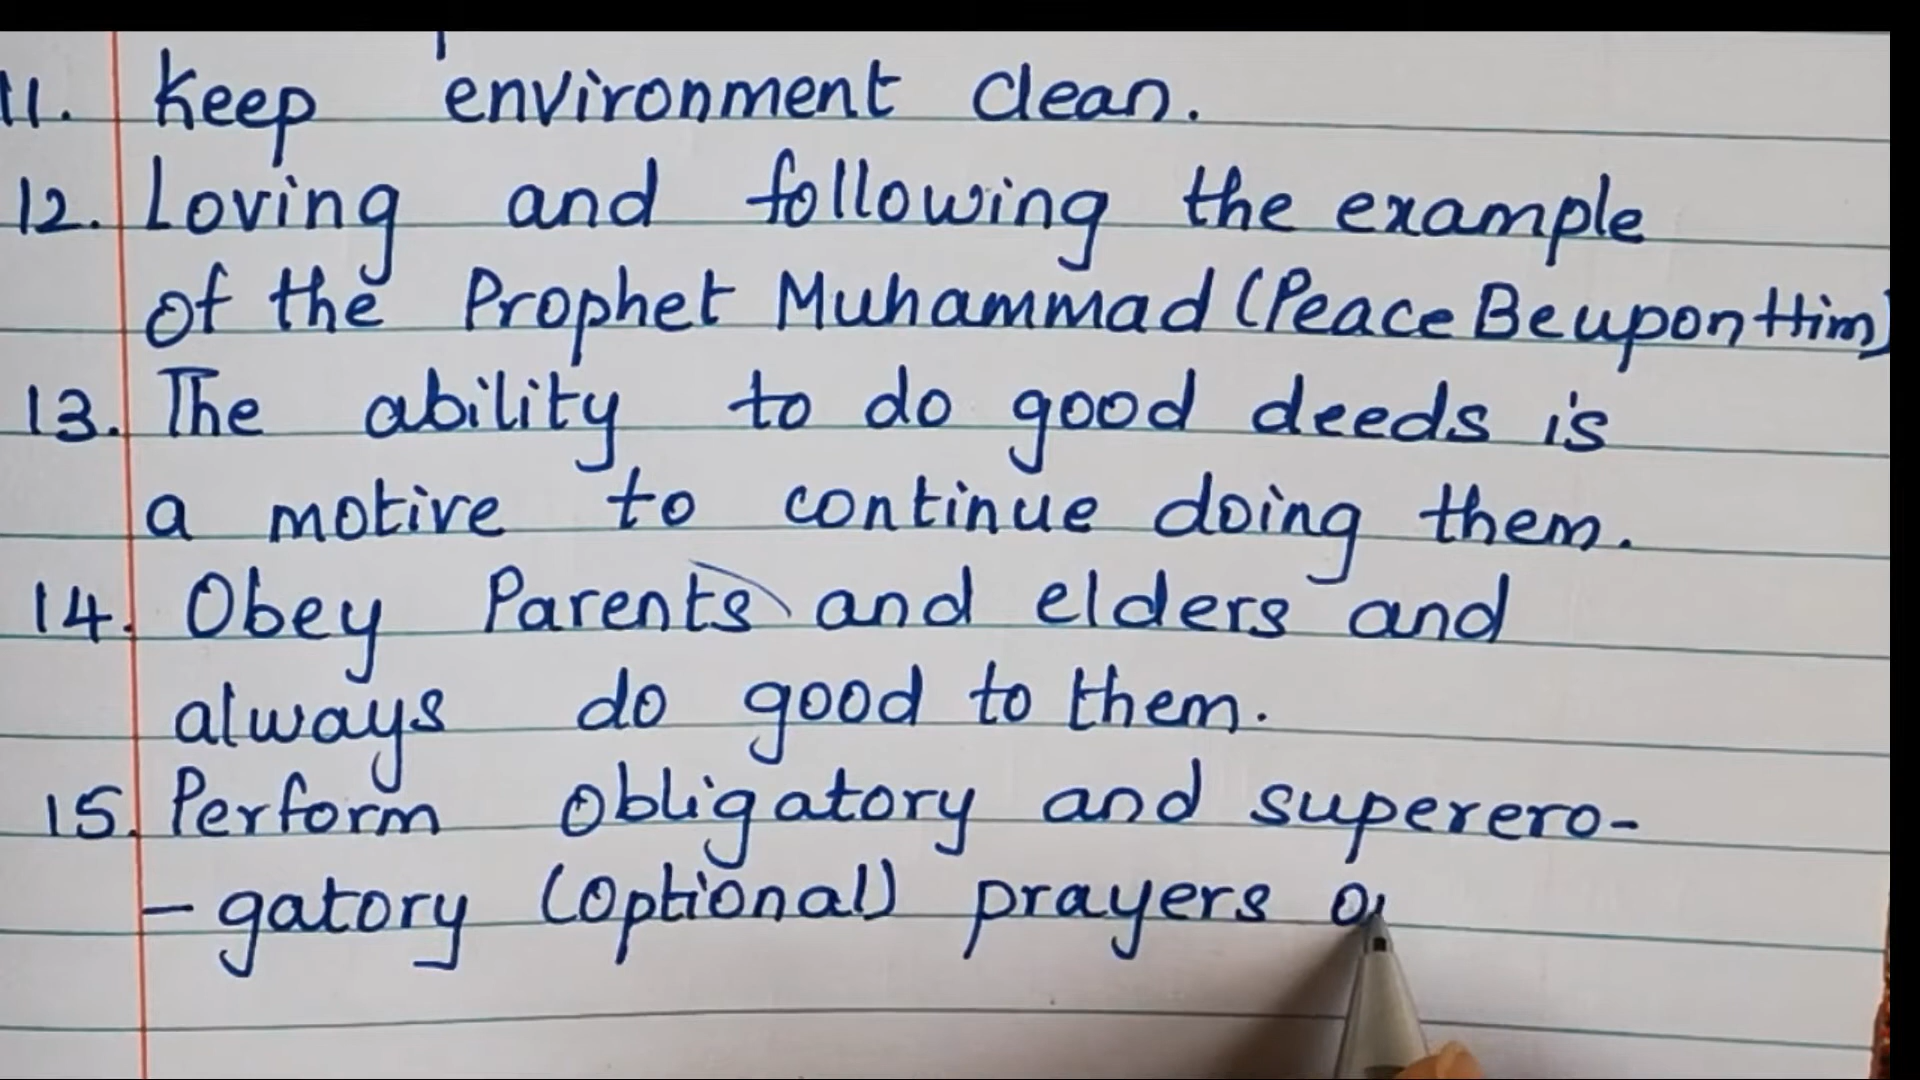 11. Keep environment clean.
12. Loving and following the example
of the Prophet Muhammad (Peace Be upon Him)
13. The ability to do good deeds is
a motive to continue doing them.
14. Obey Parents and elders and
always do good to them.
15. Perform obligatory and superero-
-gatory (optional) prayers